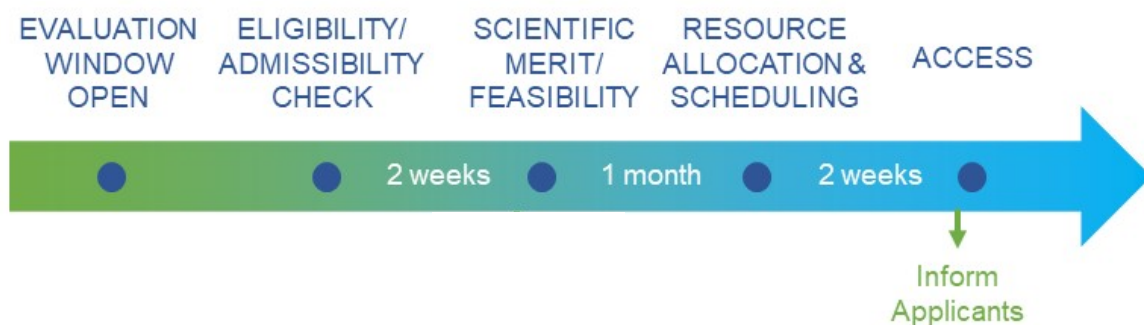 EVALUATION
WINDOW
OPEN
ELIGIBILITY/
ADMISSIBILITY
CHECK
SCIENTIFIC
MERIT/
FEASIBILITY
RESOURCE
ALLOCATION &
SCHEDULING
ACCESS
2 weeks
1 month
2 weeks
Inform
Applicants